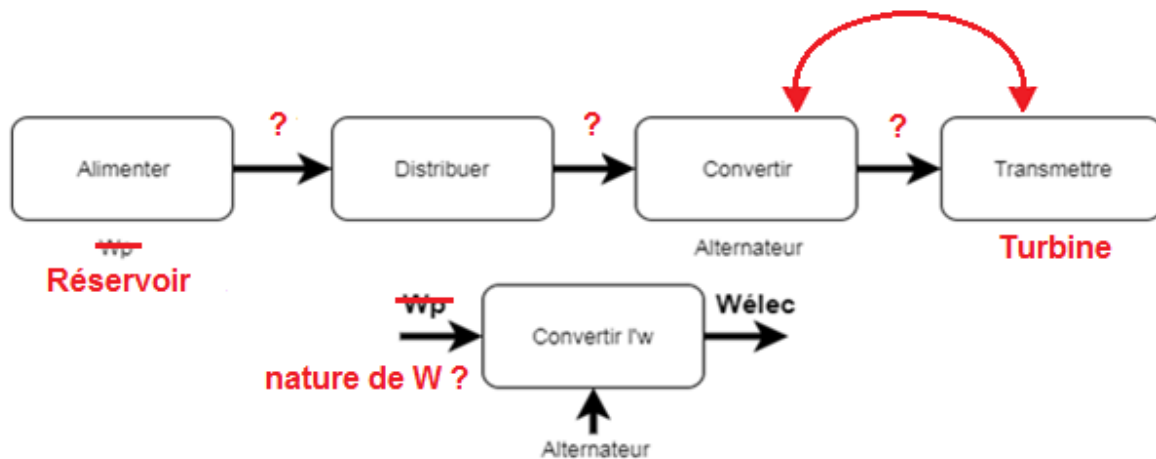 ? ? ?
Alimenter Distribuer Convertir Transmettre
Wp Alternateur Turbine
Réservoir
Wp Wélec
Convertir l'w
nature de W ?
Alternateur